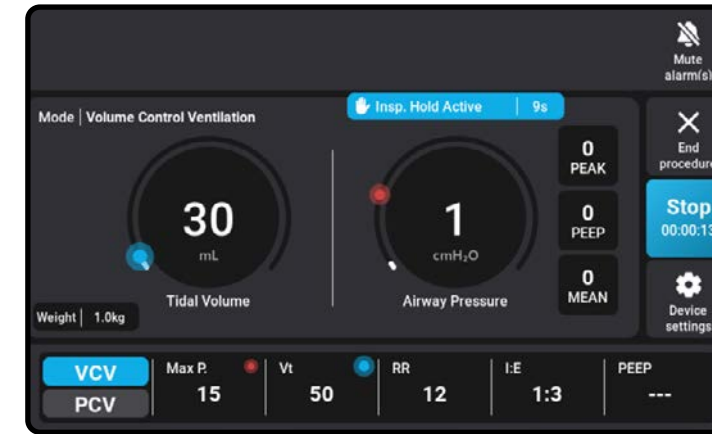 Mute
alarm(s)
Mode | Volume Control Ventilation
Insp. Hold Active | 9s
30
mL
Tidal Volume
1
cmH₂O
Airway Pressure
0
PEAK
0
PEEP
0
MEAN
Weight | 1.0kg
End
procedure
Stop
00:00:13
Device
settings
VCV
PCV
Max P.
15
Vt
50
RR
12
I:E
1:3
PEEP
---